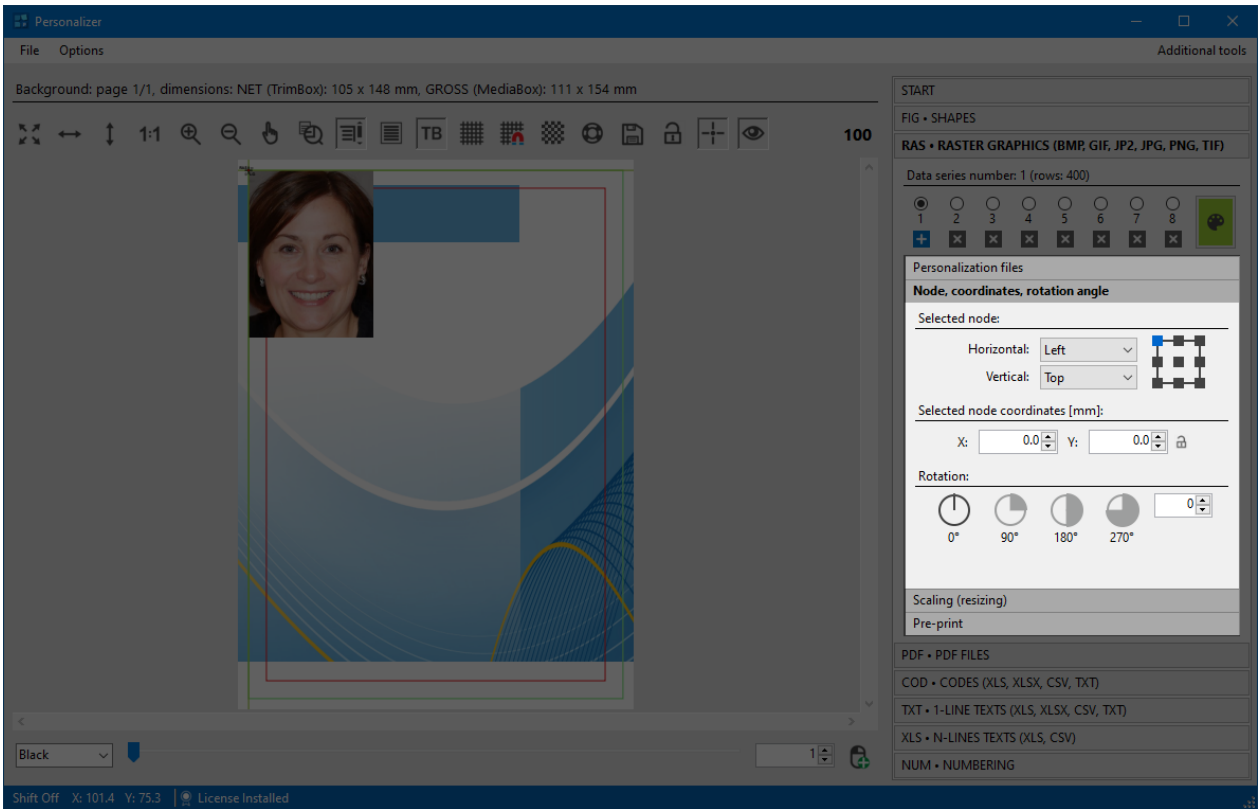 Personalizer
File Options Additional tools
Background: page 1/1, dimensions: NET (TrimBox): 105 x 148 mm, GROSS (MediaBox): 111 x 154 mm
1:1 TB 100
START
FIG • SHAPES
RAS • RASTER GRAPHICS (BMP, GIF, JP2, JPG, PNG, TIF)
Data series number: 1 (rows: 400)
1 2 3 4 5 6 7 8
Personalization files
Node, coordinates, rotation angle
Selected node:
Horizontal: Left
Vertical: Top
Selected node coordinates [mm]:
X: 0.0 Y: 0.0
Rotation:
0
0° 90° 180° 270°
Scaling (resizing)
Pre-print
PDF • PDF FILES
COD • CODES (XLS, XLSX, CSV, TXT)
TXT • 1-LINE TEXTS (XLS, XLSX, CSV, TXT)
XLS • N-LINES TEXTS (XLS, CSV)
NUM • NUMBERING
Black 1
Shift Off X: 101.4 Y: 75.3 License Installed